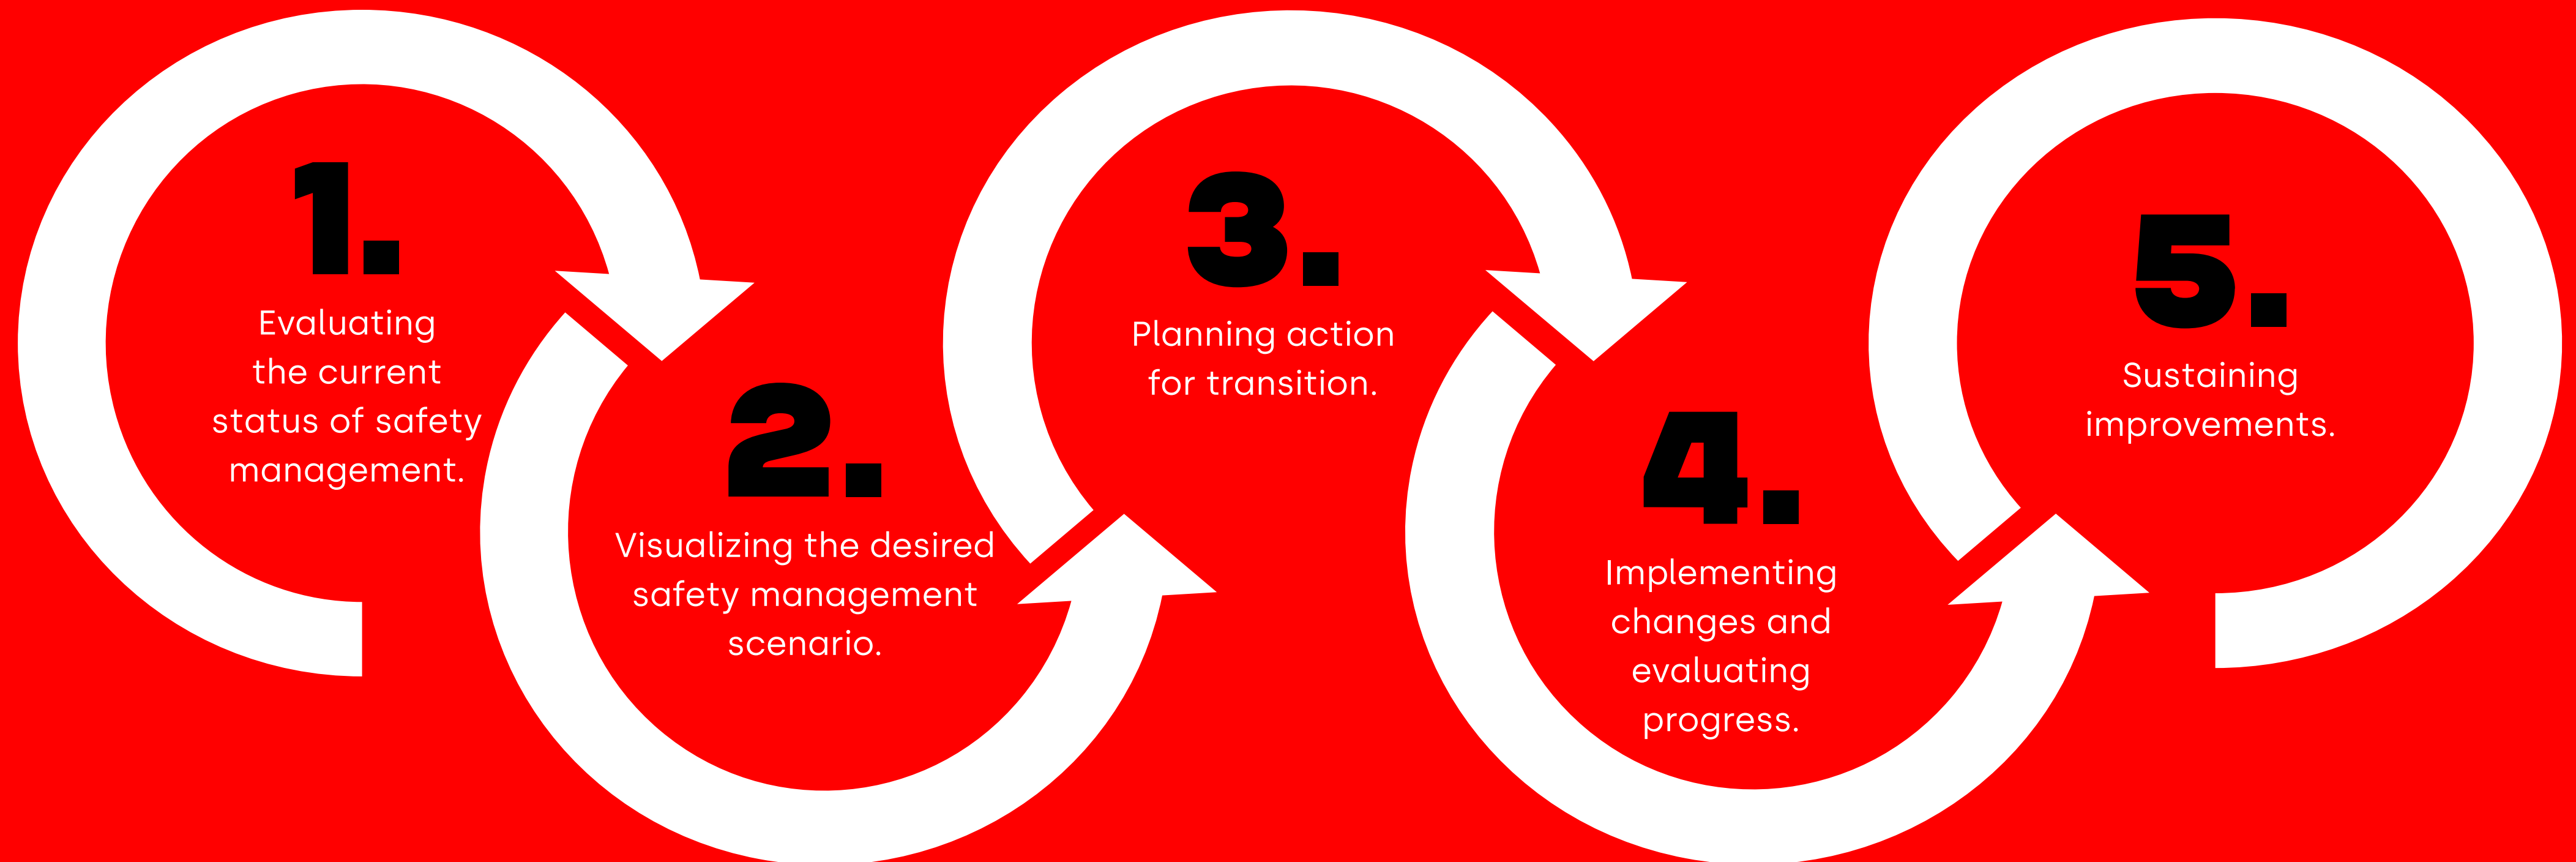 1.
Evaluating
the current
status of safety
management.
2.
Visualizing the desired
safety management
scenario.
3.
Planning action
for transition.
4.
Implementing
changes and
evaluating
progress.
5.
Sustaining
improvements.